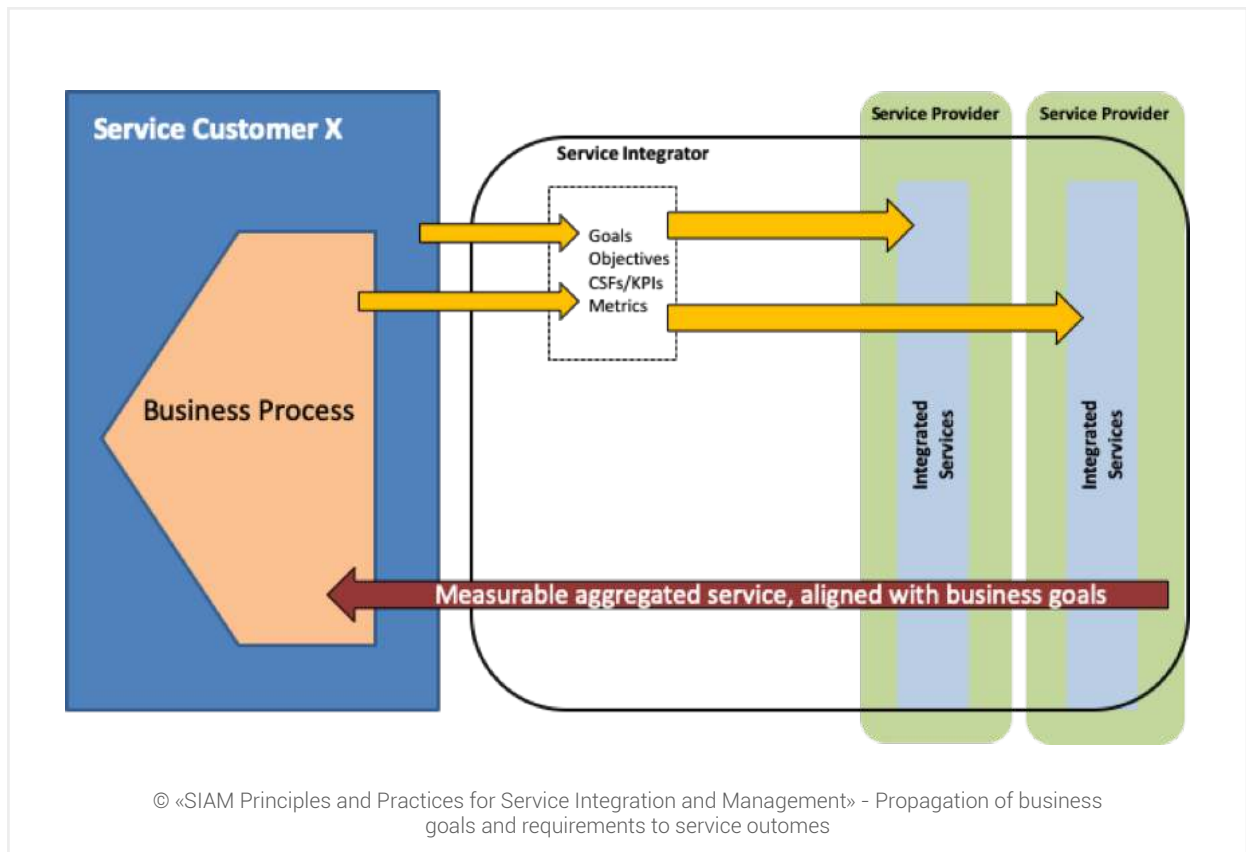 Service Customer X
Service Provider
Service Provider
Service Integrator
Goals
Objectives
CSFs/KPIs
Metrics
Business Process
Integrated
Services
Integrated
Services
Measurable aggregated service, aligned with business goals
© «SIAM Principles and Practices for Service Integration and Management» - Propagation of business
goals and requirements to service outomes